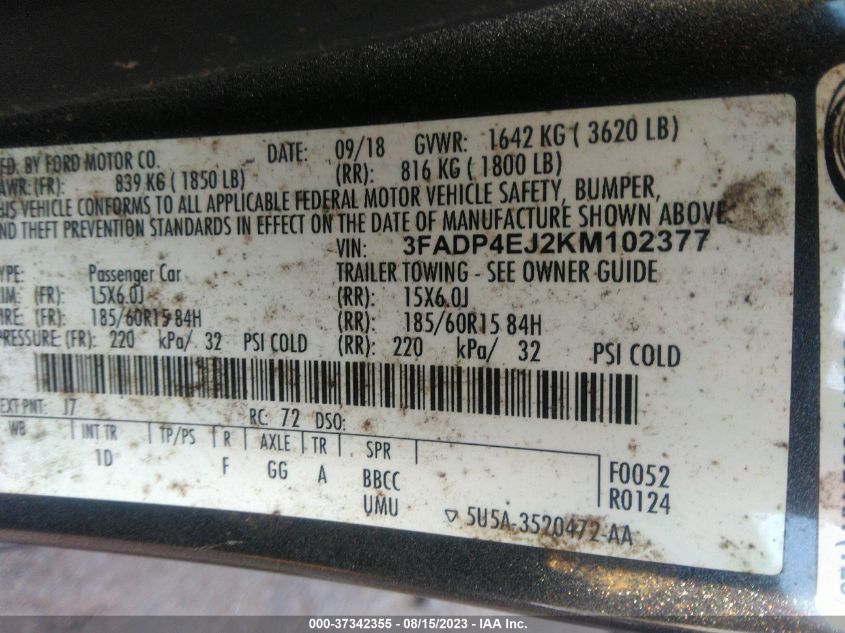 FD. BY FORD MOTOR CO. DATE: 09/18 GVWR: 1642 KG ( 3620 LB)
AWR: (FR): 839 KG ( 1850 LB) (RR): 816 KG ( 1800 LB)
HIS VEHICLE CONFORMS TO ALL APPLICABLE FEDERAL MOTOR VEHICLE SAFETY, BUMPER,
ND THEFT PREVENTION STANDARDS IN EFFECT ON THE DATE OF MANUFACTURE SHOWN ABOVE.
VIN: 3FADP4EJ2KM102377
YPE: Passenger Car TRAILER TOWING - SEE OWNER GUIDE
IM: (FR): 15X6.0J (RR): 15X6.0J
IRE: (FR): 185/60R15 84H (RR): 185/60R15 84H
PRESSURE: (FR): 220 kPa/ 32 PSI COLD (RR): 220 kPa/ 32 PSI COLD
EXT PNT: J7 RC: 72 DSO:
WB INT TR TP/PS R AXLE TR SPR
1D F GG A BBCC F0052
UMU R0124
5U5A-3520472-AA
000-37342355 - 08/15/2023 - IAA Inc.